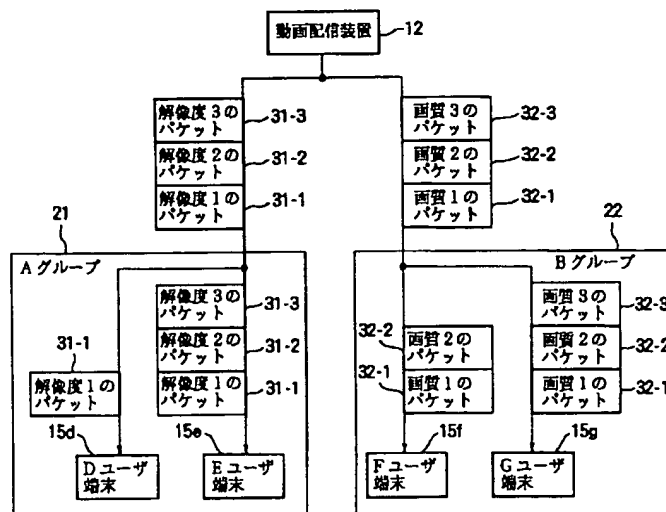 動画配信装置
12
解像度3の
パケット
31-3
解像度2の
パケット
31-2
解像度1の
パケット
31-1
画質3の
パケット
32-3
画質2の
パケット
32-2
画質1の
パケット
32-1
21
Aグループ
22
Bグループ
解像度3の
パケット
31-3
解像度2の
パケット
31-2
解像度1の
パケット
31-1
31-1
解像度1の
パケット
15d
Dユーザ
端末
15e
Eユーザ
端末
32-2
画質2の
パケット
32-1
画質1の
パケット
画質3の
パケット
32-3
画質2の
パケット
32-2
画質1の
パケット
32-1
15f
Fユーザ
端末
15g
Gユーザ
端末